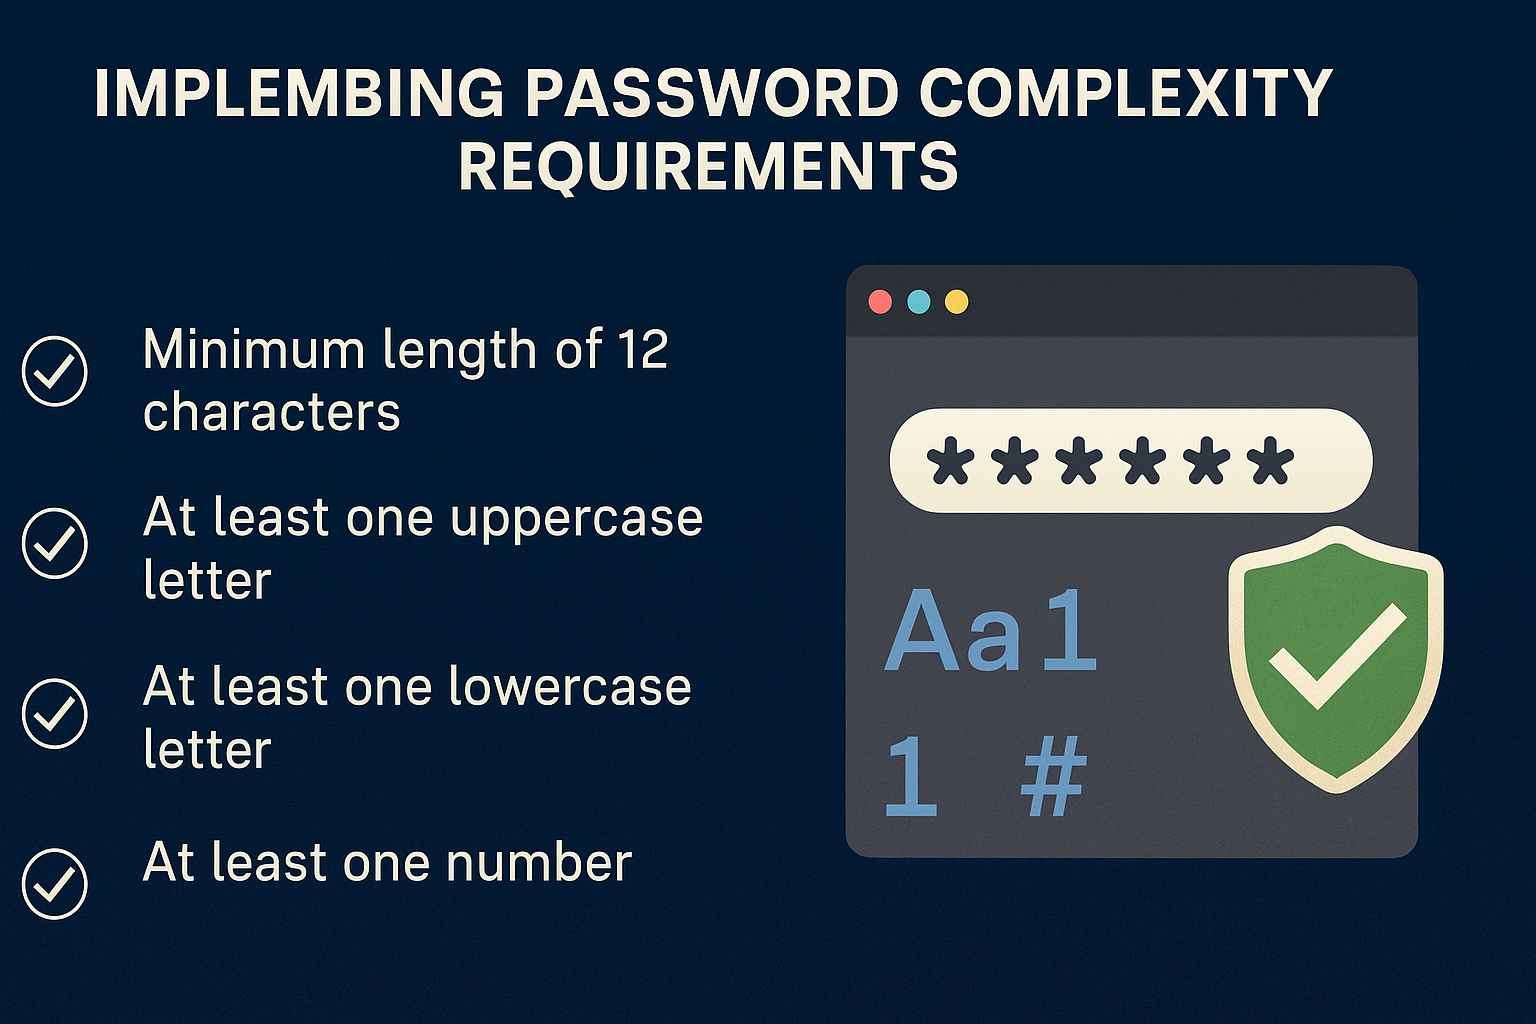 IMPLEMBING PASSWORD COMPLEXITY
REQUIREMENTS
Minimum length of 12
characters
At least one uppercase
letter
At least one lowercase
letter
At least one number
******
Aa1
1 #